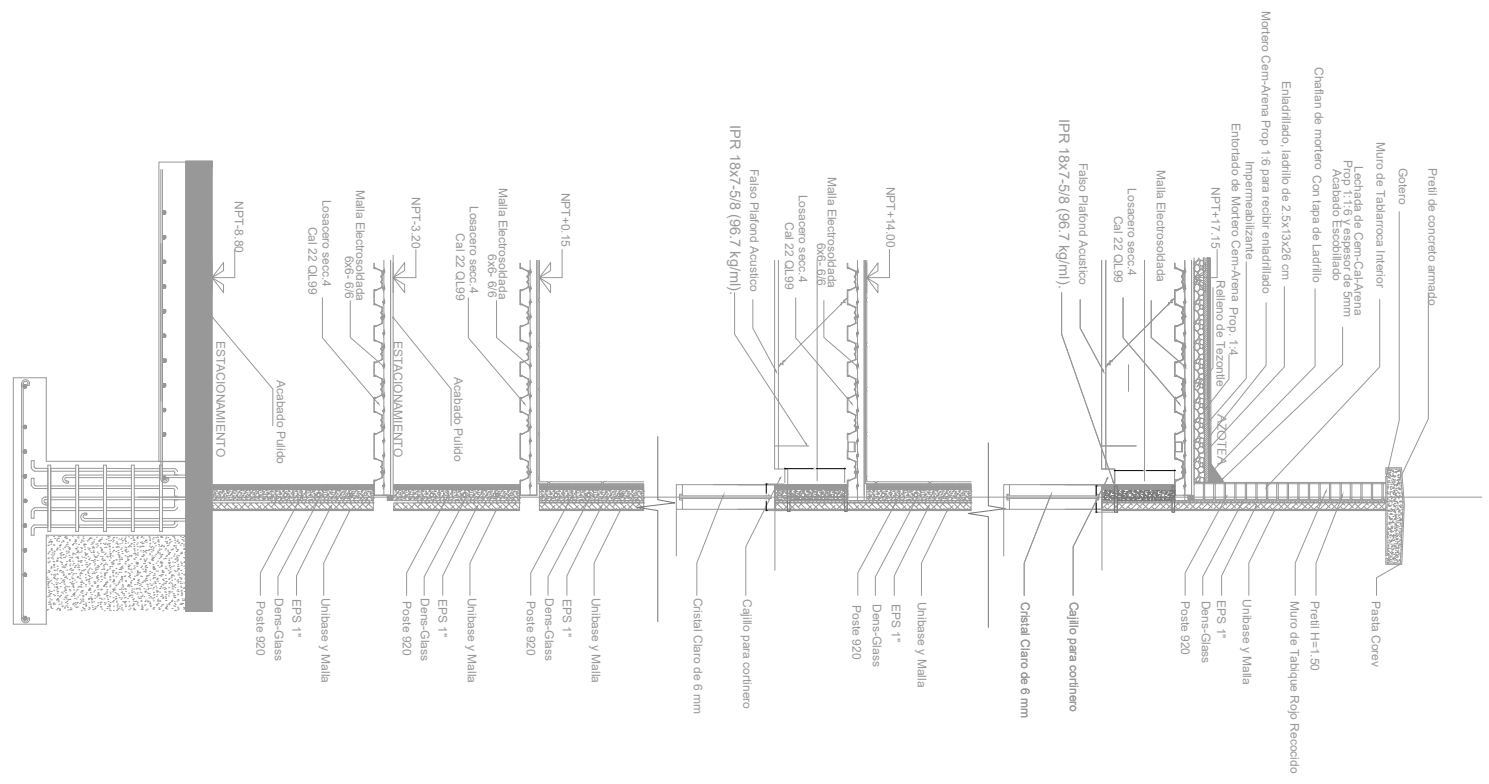 Pretil de concreto armado
Gotero
Muro de Tablarroca Interior
Lechada de Cem-Cal-Arena
Prop 1:1:6 y espesor de 5mm
Acabado Escobillado
Chaflan de mortero Con tapa de Ladrillo
Enladrillado, ladrillo de 2.5x13x26 cm
Mortero Cem-Arena Prop 1:6 para recibir enladrillado
Impermeabilizante
Entortado de Mortero Cem-Arena Prop. 1:4
Relleno de Tezontle
NPT+17.15
AZOTEA
Malla Electrosoldada
Losacero secc.4
Cal 22 QL99
Falso Plafond Acustico
IPR 18x7-5/8 (96.7 kg/ml).
Pasta Corev
Muro de Tabique Rojo Recocido
Pretil H=1.50
Unibase y Malla
EPS 1"
Dens-Glass
Poste 920
Cajillo para cortinero
Cristal Claro de 6 mm
NPT+14.00
Malla Electrosoldada
6x6- 6/6
Losacero secc.4
Cal 22 QL99
Falso Plafond Acustico
IPR 18x7-5/8 (96.7 kg/ml).
Unibase y Malla
EPS 1"
Dens-Glass
Poste 920
Cajillo para cortinero
Cristal Claro de 6 mm
NPT+0.15
Malla Electrosoldada
6x6- 6/6
Losacero secc.4
Cal 22 QL99
Unibase y Malla
EPS 1"
Dens-Glass
Poste 920
NPT-3.20
ESTACIONAMIENTO
Acabado Pulido
Malla Electrosoldada
6x6- 6/6
Losacero secc.4
Cal 22 QL99
Unibase y Malla
EPS 1"
Dens-Glass
Poste 920
NPT-8.80
ESTACIONAMIENTO
Acabado Pulido
Unibase y Malla
EPS 1"
Dens-Glass
Poste 920